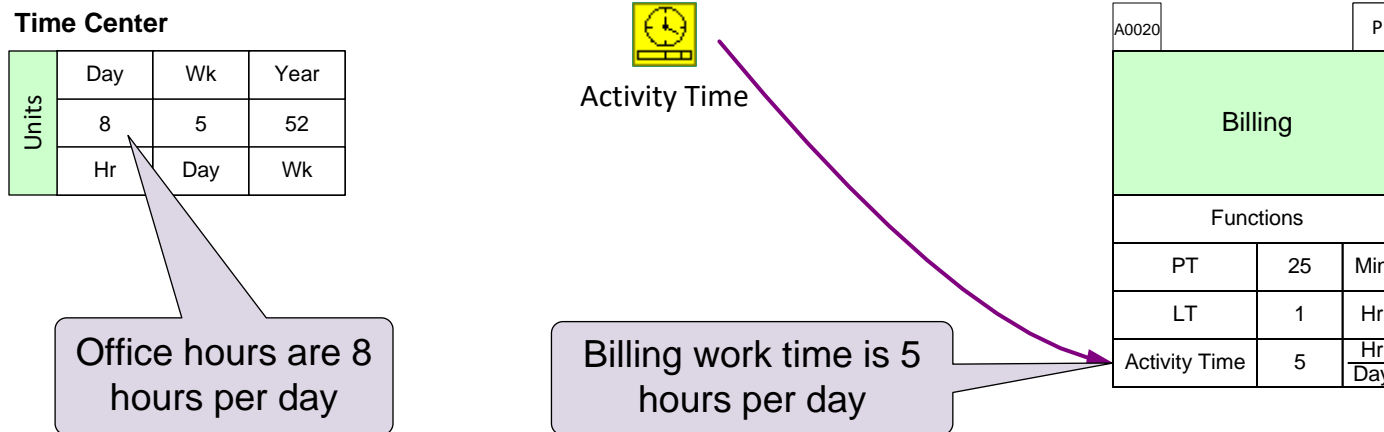 Time Center
Units
Day Wk Year
8 5 52
Hr Day Wk
Office hours are 8
hours per day
Activity Time
Billing work time is 5
hours per day
A0020 P
Billing
Functions
PT 25 Min
LT 1 Hr
Activity Time 5 Hr
Day